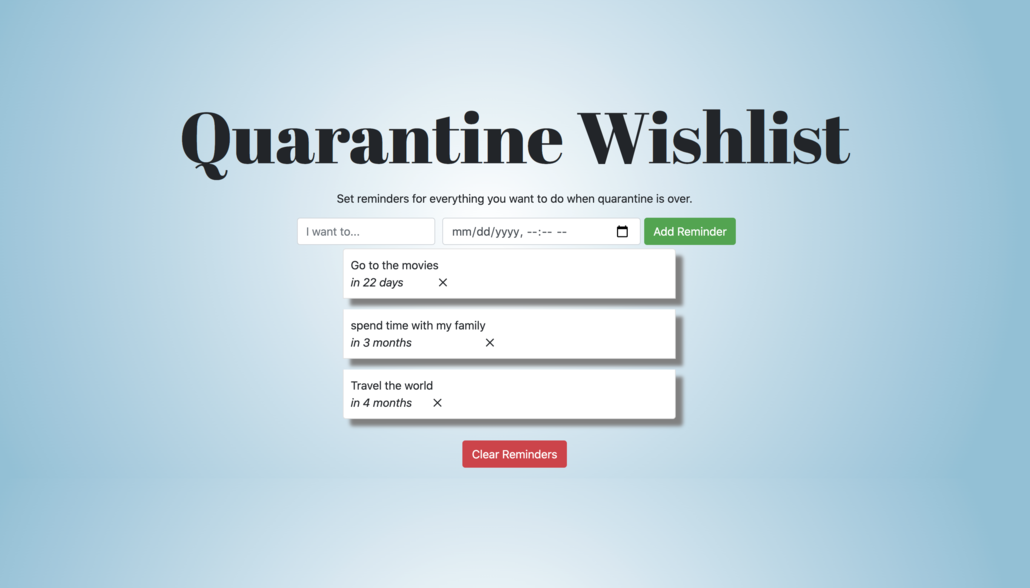 Quarantine Wishlist
Set reminders for everything you want to do when quarantine is over.
I want to... mm/dd/yyyy, --:-- -- Add Reminder
Go to the movies
in 22 days
spend time with my family
in 3 months
Travel the world
in 4 months
Clear Reminders